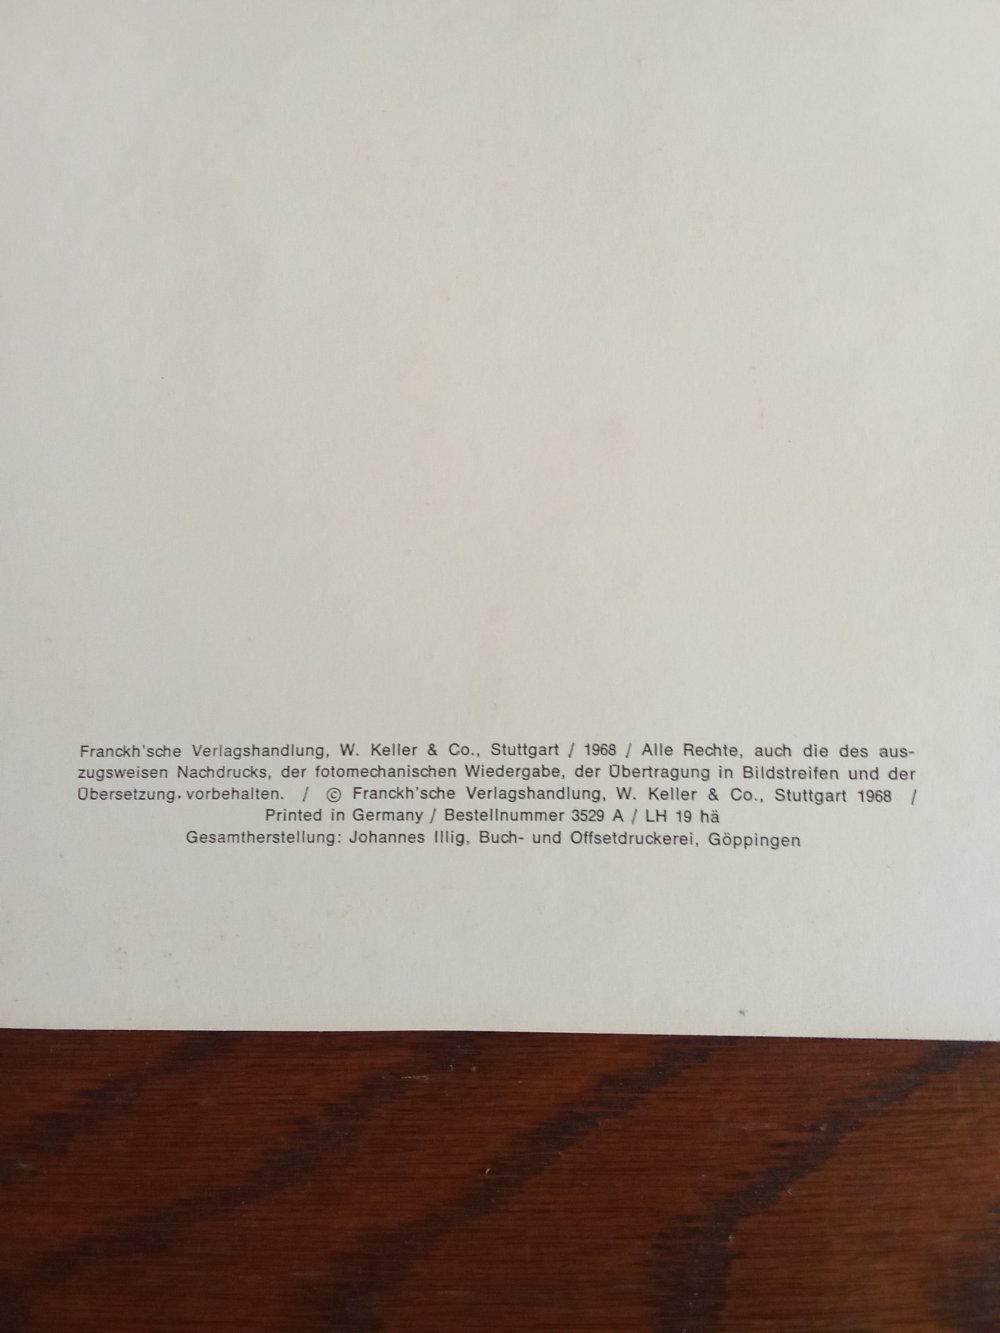 Franckh'sche Verlagshandlung, W. Keller & Co., Stuttgart / 1968 / Alle Rechte, auch die des aus-
zugsweisen Nachdrucks, der fotomechanischen Wiedergabe, der Übertragung in Bildstreifen und der
Übersetzung. vorbehalten. / © Franckh'sche Verlagshandlung, W. Keller & Co., Stuttgart 1968 /
Printed in Germany / Bestellnummer 3529 A / LH 19 hä
Gesamtherstellung: Johannes Illig, Buch- und Offsetdruckerei, Göppingen